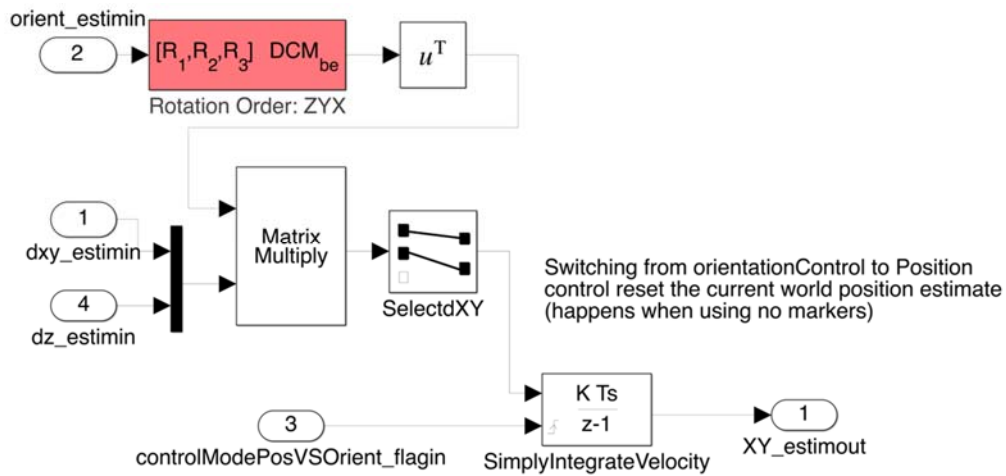 orient_estimin
2
[R1,R2,R3] DCMbe
uT
Rotation Order: ZYX
1
dxy_estimin
4
dz_estimin
Matrix
Multiply
SelectdXY
Switching from orientationControl to Position
control reset the current world position estimate
(happens when using no markers)
3
controlModePosVSOrient_flagin
K Ts
z-1
SimplyIntegrateVelocity
1
XY_estimout